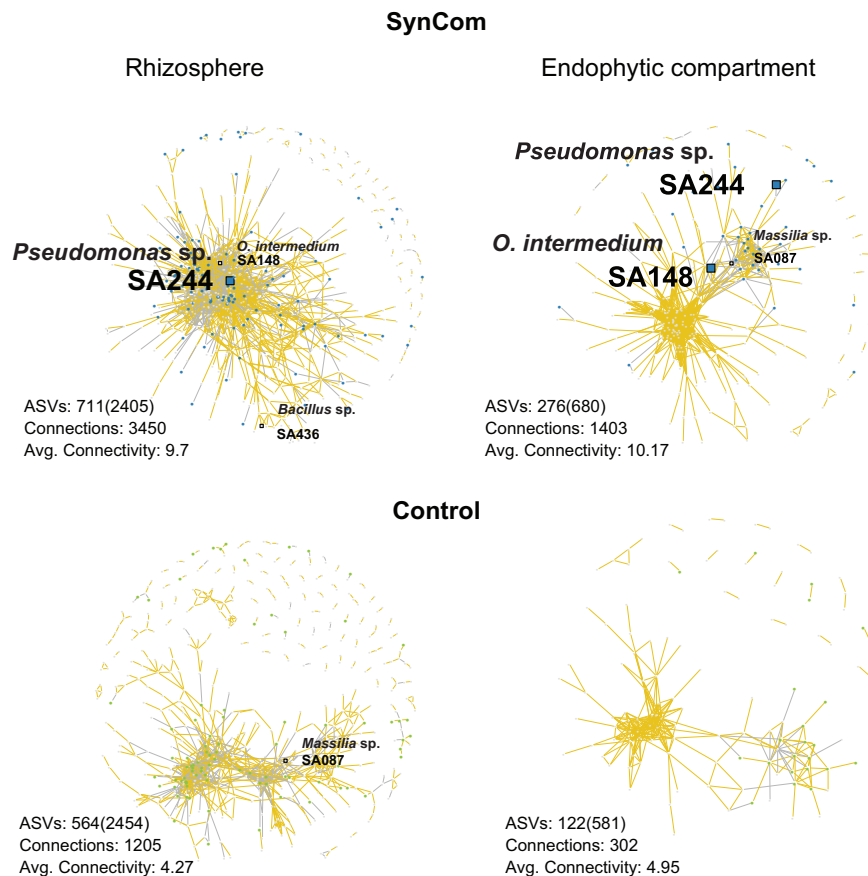 SynCom
Rhizosphere
Endophytic compartment
Pseudomonas sp.
SA244
O. intermedium
SA148
Bacillus sp.
SA436
ASVs: 711(2405)
Connections: 3450
Avg. Connectivity: 9.7
Pseudomonas sp.
SA244
O. intermedium
SA148
Massilia sp.
SA087
ASVs: 276(680)
Connections: 1403
Avg. Connectivity: 10.17
Control
Massilia sp.
SA087
ASVs: 564(2454)
Connections: 1205
Avg. Connectivity: 4.27
ASVs: 122(581)
Connections: 302
Avg. Connectivity: 4.95